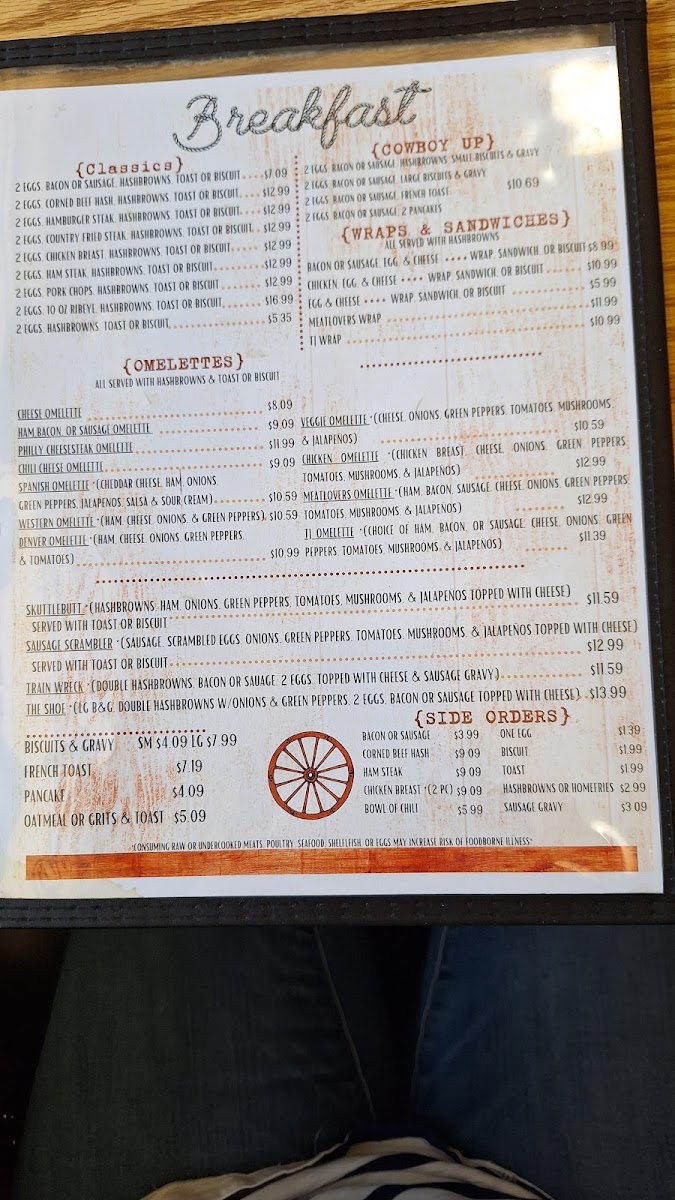 Breakfast
{Classics}
2 EGGS, BACON OR SAUSAGE, HASHBROWNS, TOAST OR BISCUIT.....$7.09
2 EGGS, CORNED BEEF HASH, HASHBROWNS, TOAST OR BISCUIT.....$12.99
2 EGGS, HAMBURGER STEAK, HASHBROWNS, TOAST OR BISCUIT.....$12.99
2 EGGS, COUNTRY FRIED STEAK, HASHBROWNS, TOAST OR BISCUIT..$12.99
2 EGGS, CHICKEN BREAST, HASHBROWNS, TOAST OR BISCUIT.....$12.99
2 EGGS, HAM STEAK, HASHBROWNS, TOAST OR BISCUIT.....$12.99
2 EGGS, PORK CHOPS, HASHBROWNS, TOAST OR BISCUIT.....$12.99
2 EGGS, 10 OZ RIBEYE, HASHBROWNS, TOAST OR BISCUIT.....$16.99
2 EGGS, HASHBROWNS, TOAST OR BISCUIT.....$5.35
{COWBOY UP}
2 EGGS, BACON OR SAUSAGE, HASHBROWNS, SMALL BISCUITS & GRAVY
2 EGGS, BACON OR SAUSAGE, LARGE BISCUITS & GRAVY
$10.69
2 EGGS, BACON OR SAUSAGE, FRENCH TOAST
2 EGGS, BACON OR SAUSAGE, 2 PANCAKES
{WRAPS & SANDWICHES}
ALL SERVED WITH HASHBROWNS
BACON OR SAUSAGE, EGG, & CHEESE •••• WRAP, SANDWICH, OR BISCUIT $8.99
CHICKEN, EGG, & CHEESE •••• WRAP, SANDWICH, OR BISCUIT.....$10.99
EGG & CHEESE •••• WRAP, SANDWICH, OR BISCUIT.....$5.99
MEATLOVERS WRAP.....$11.99
TJ WRAP.....$10.99
{OMELETTES}
ALL SERVED WITH HASHBROWNS & TOAST OR BISCUIT
CHEESE OMELETTE.....$8.09
HAM, BACON, OR SAUSAGE OMELETTE.....$9.09
PHILLY CHEESESTEAK OMELETTE.....$11.99
CHILI CHEESE OMELETTE.....$9.09
SPANISH OMELETTE *(CHEDDAR CHEESE, HAM, ONIONS,
GREEN PEPPERS, JALAPENOS, SALSA & SOUR CREAM).....$10.59
WESTERN OMELETTE *(HAM, CHEESE, ONIONS, & GREEN PEPPERS).$10.59
DENVER OMELETTE *(HAM, CHEESE, ONIONS, GREEN PEPPERS,
& TOMATOES).....$10.99
VEGGIE OMELETTE *(CHEESE, ONIONS, GREEN PEPPERS, TOMATOES, MUSHROOMS,
& JALAPEÑOS).....$10.59
CHICKEN OMELETTE *(CHICKEN BREAST, CHEESE, ONIONS, GREEN PEPPERS,
TOMATOES, MUSHROOMS, & JALAPEÑOS).....$12.99
MEATLOVERS OMELETTE *(HAM, BACON, SAUSAGE, CHEESE, ONIONS, GREEN PEPPERS,
TOMATOES, MUSHROOMS, & JALAPEÑOS).....$12.99
TJ OMELETTE *(CHOICE OF HAM, BACON, OR SAUSAGE, CHEESE, ONIONS, GREEN
PEPPERS, TOMATOES, MUSHROOMS, & JALAPEÑOS).....$11.39
SKUTTLEBUTT *(HASHBROWNS, HAM, ONIONS, GREEN PEPPERS, TOMATOES, MUSHROOMS, & JALAPEÑOS TOPPED WITH CHEESE)
SERVED WITH TOAST OR BISCUIT.....$11.59
SAUSAGE SCRAMBLER *(SAUSAGE, SCRAMBLED EGGS, ONIONS, GREEN PEPPERS, TOMATOES, MUSHROOMS, & JALAPEÑOS TOPPED WITH CHEESE)
SERVED WITH TOAST OR BISCUIT.....$12.99
TRAIN WRECK *(DOUBLE HASHBROWNS, BACON OR SAUAGE, 2 EGGS, TOPPED WITH CHEESE & SAUSAGE GRAVY).....$11.59
THE SHOE *(LG B&G, DOUBLE HASHBROWNS W/ONIONS & GREEN PEPPERS, 2 EGGS, BACON OR SAUSAGE TOPPED WITH CHEESE)..$13.99
BISCUITS & GRAVY SM $4.09 LG $7.99
FRENCH TOAST $7.19
PANCAKE $4.09
OATMEAL OR GRITS & TOAST $5.09
{SIDE ORDERS}
BACON OR SAUSAGE $3.99
CORNED BEEF HASH $9.09
HAM STEAK $9.09
CHICKEN BREAST *(2 PC) $9.09
BOWL OF CHILI $5.99
ONE EGG $1.39
BISCUIT $1.99
TOAST $1.99
HASHBROWNS OR HOMEFRIES $2.99
SAUSAGE GRAVY $3.09
*CONSUMING RAW OR UNDERCOOKED MEATS, POULTRY, SEAFOOD, SHELLFISH, OR EGGS MAY INCREASE RISK OF FOODBORNE ILLNESS*